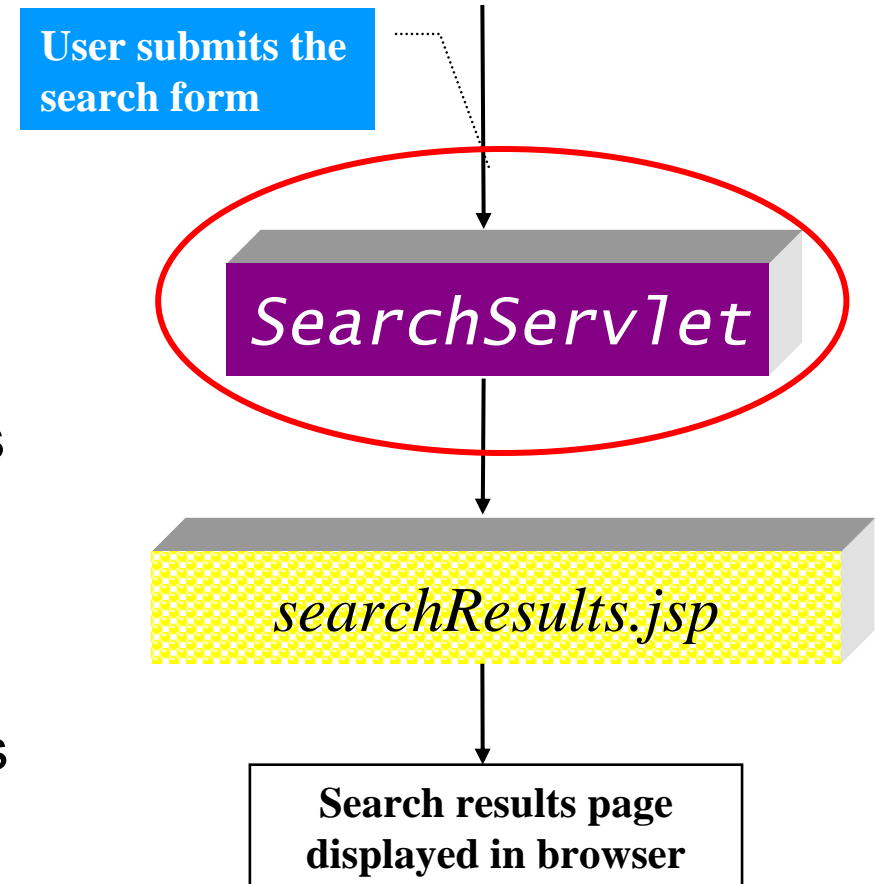 User submits the
search form
SearchServlet
s
searchResults.jsp
s
Search results page
displayed in browser